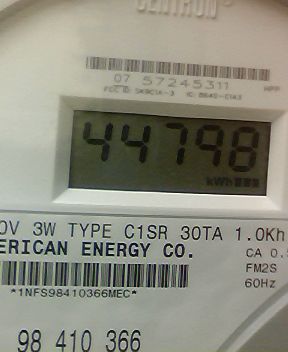 CENTRON
07 57245311
44798
kWh
0V 3W TYPE C1SR 30TA 1.0Kh
ERICAN ENERGY CO.
CA 0.
FM2S
60Hz
*1NFS98410366MEC*
98 410 366